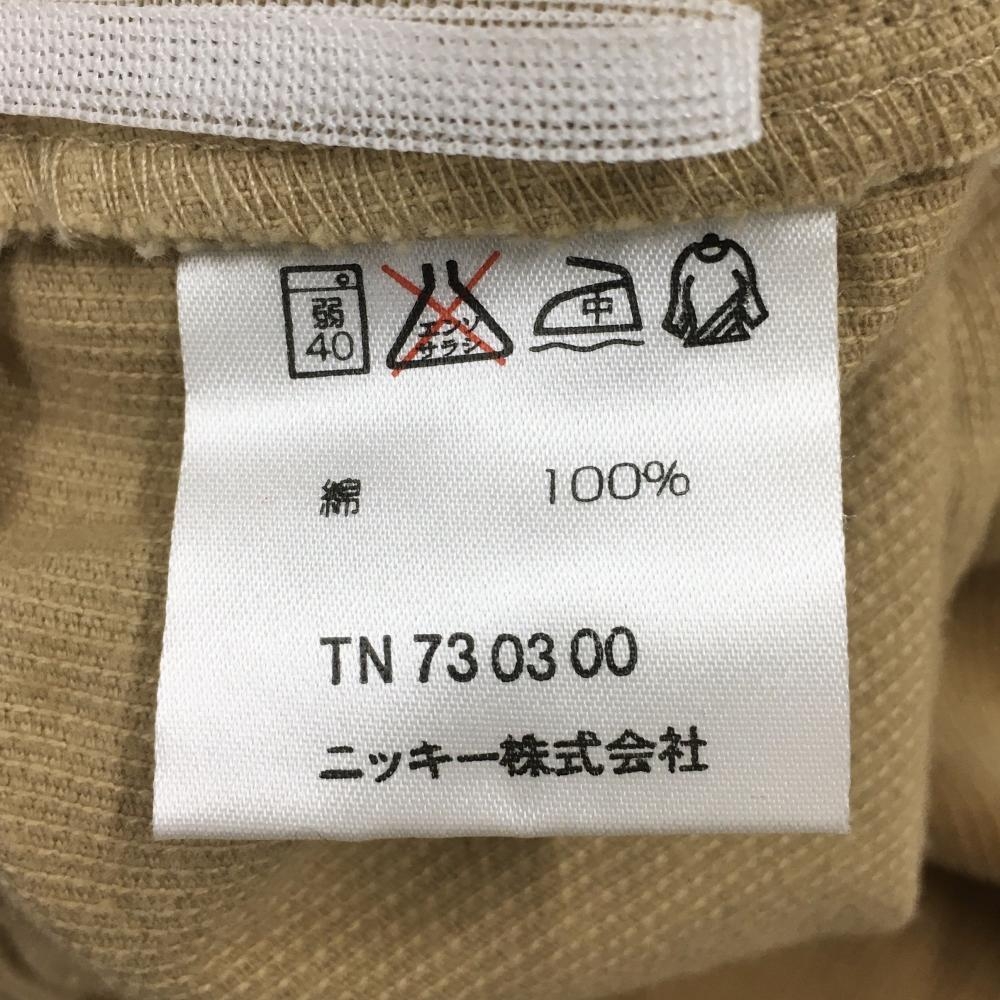 弱
40
エンソ
サラシ
中
綿 100%
TN 73 03 00
ニッキー株式会社